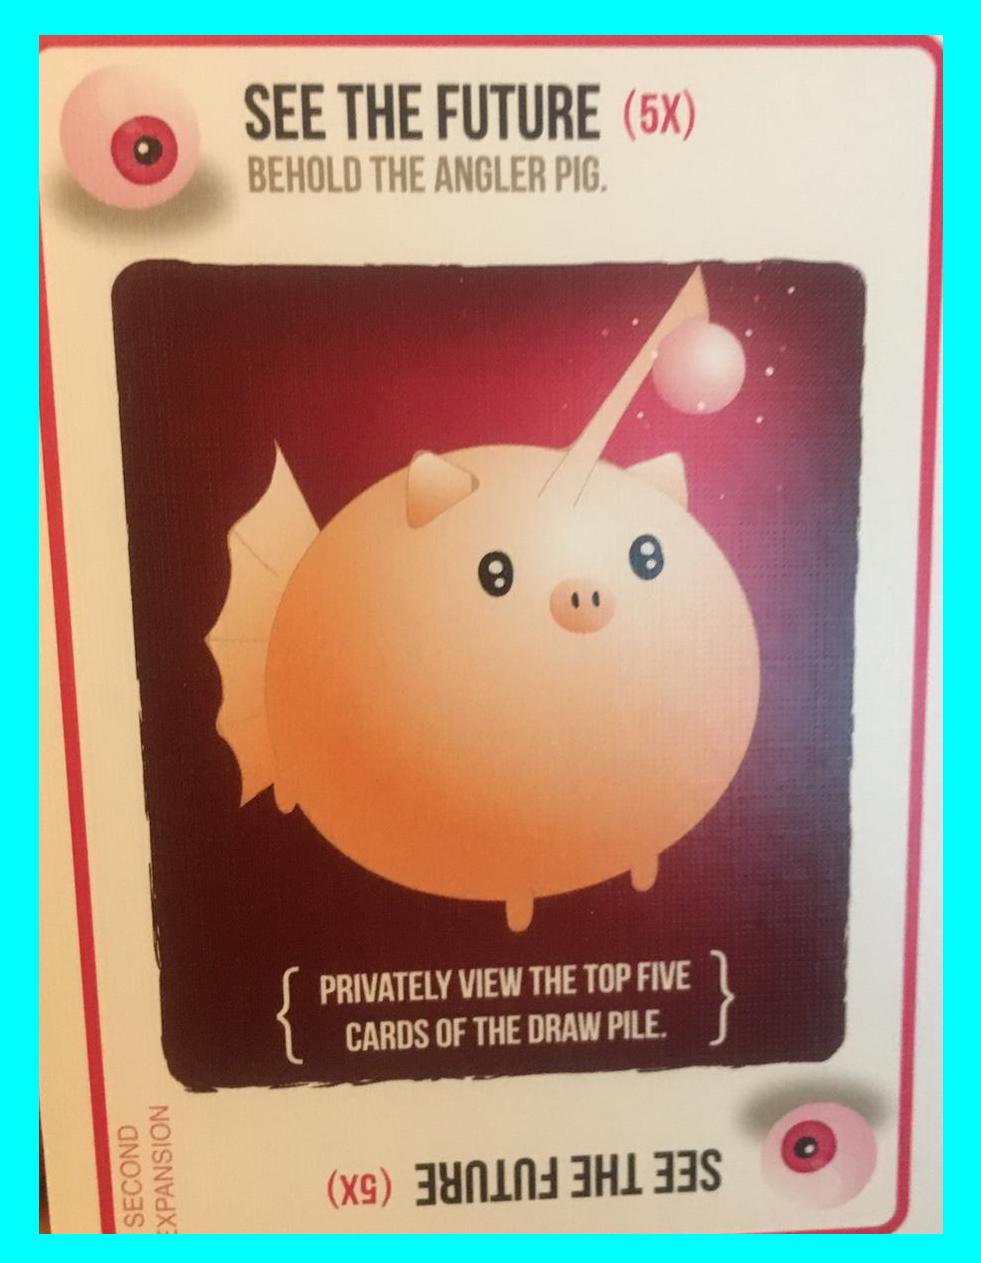 SEE THE FUTURE (5X)
BEHOLD THE ANGLER PIG.
{ PRIVATELY VIEW THE TOP FIVE
CARDS OF THE DRAW PILE. }
SECOND
EXPANSION
SEE THE FUTURE (5X)